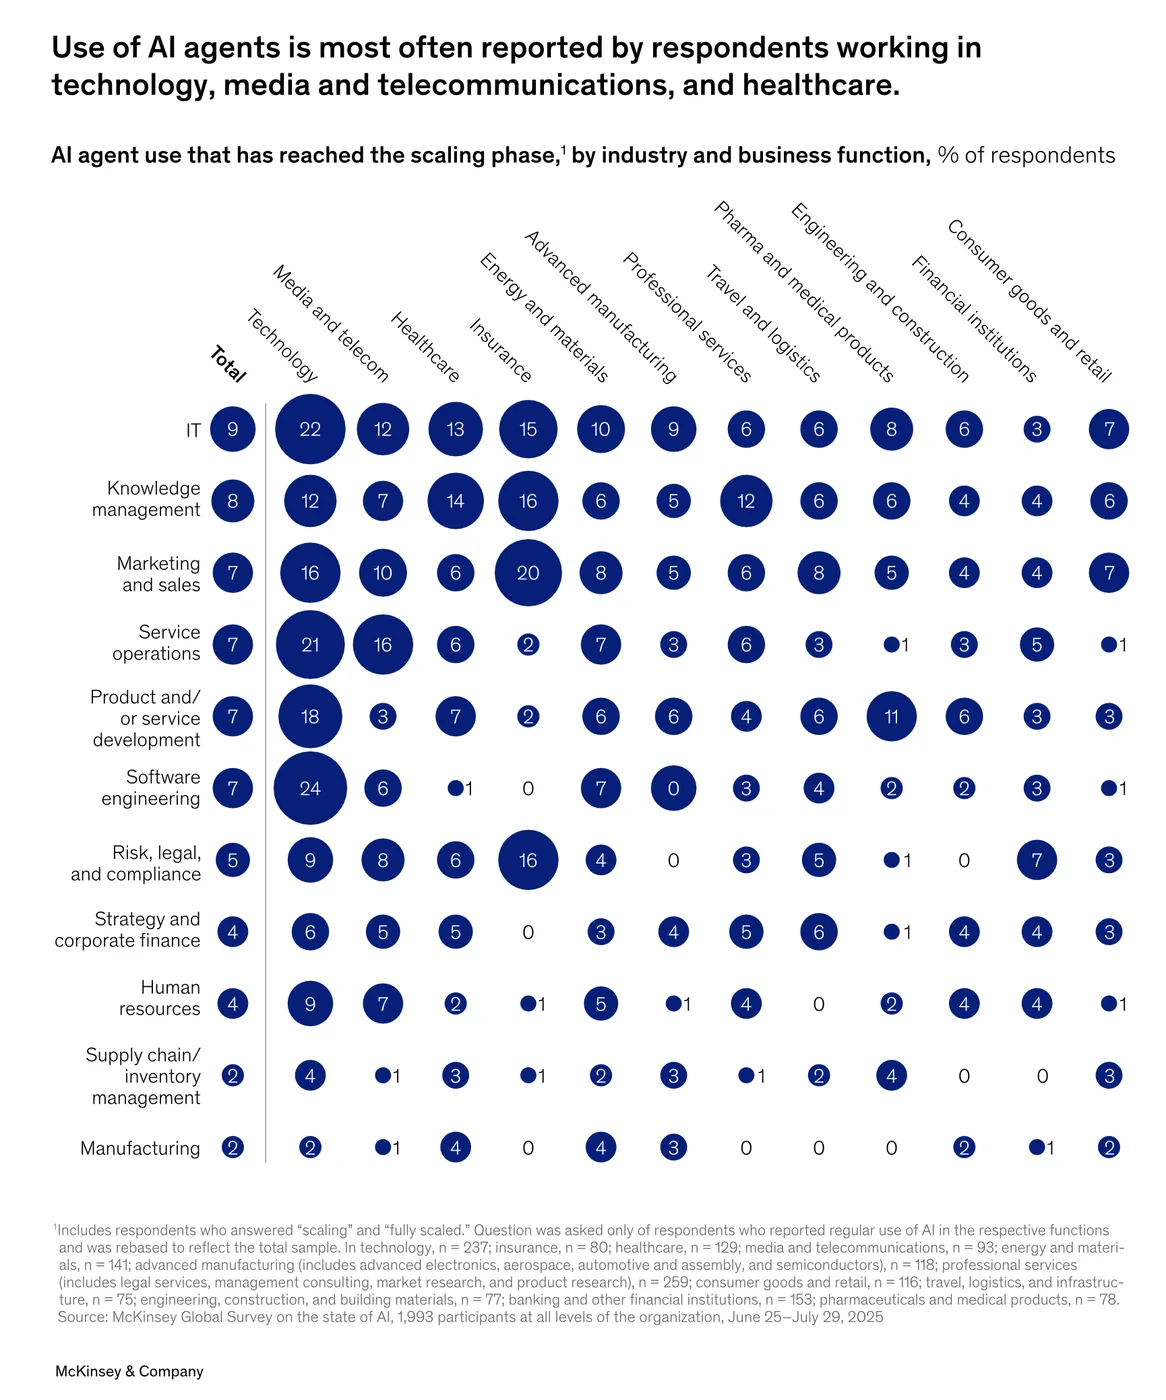 Use of AI agents is most often reported by respondents working in
technology, media and telecommunications, and healthcare.
AI agent use that has reached the scaling phase,¹ by industry and business function, % of respondents
Total
Technology
Media and telecom
Healthcare
Insurance
Energy and materials
Advanced manufacturing
Professional services
Travel and logistics
Pharma and medical products
Engineering and construction
Financial institutions
Consumer goods and retail
IT 9 22 12 13 15 10 9 6 6 8 6 3 7
Knowledge
management 8 12 7 14 16 6 5 12 6 6 4 4 6
Marketing
and sales 7 16 10 6 20 8 5 6 8 5 4 4 7
Service
operations 7 21 16 6 2 7 3 6 3 1 3 5 1
Product and/
or service
development 7 18 3 7 2 6 6 4 6 11 6 3 3
Software
engineering 7 24 6 1 0 7 0 3 4 2 2 3 1
Risk, legal,
and compliance 5 9 8 6 16 4 0 3 5 1 0 7 3
Strategy and
corporate finance 4 6 5 5 0 3 4 5 6 1 4 4 3
Human
resources 4 9 7 2 1 5 1 4 0 2 4 4 1
Supply chain/
inventory
management 2 4 1 3 1 2 3 1 2 4 0 0 3
Manufacturing 2 2 1 4 0 4 3 0 0 0 2 1 2
¹Includes respondents who answered “scaling” and “fully scaled.” Question was asked only of respondents who reported regular use of AI in the respective functions
and was rebased to reflect the total sample. In technology, n = 237; insurance, n = 80; healthcare, n = 129; media and telecommunications, n = 93; energy and materi-
als, n = 141; advanced manufacturing (includes advanced electronics, aerospace, automotive and assembly, and semiconductors), n = 118; professional services
(includes legal services, management consulting, market research, and product research), n = 259; consumer goods and retail, n = 116; travel, logistics, and infrastruc-
ture, n = 75; engineering, construction, and building materials, n = 77; banking and other financial institutions, n = 153; pharmaceuticals and medical products, n = 78.
Source: McKinsey Global Survey on the state of AI, 1,993 participants at all levels of the organization, June 25–July 29, 2025
McKinsey & Company